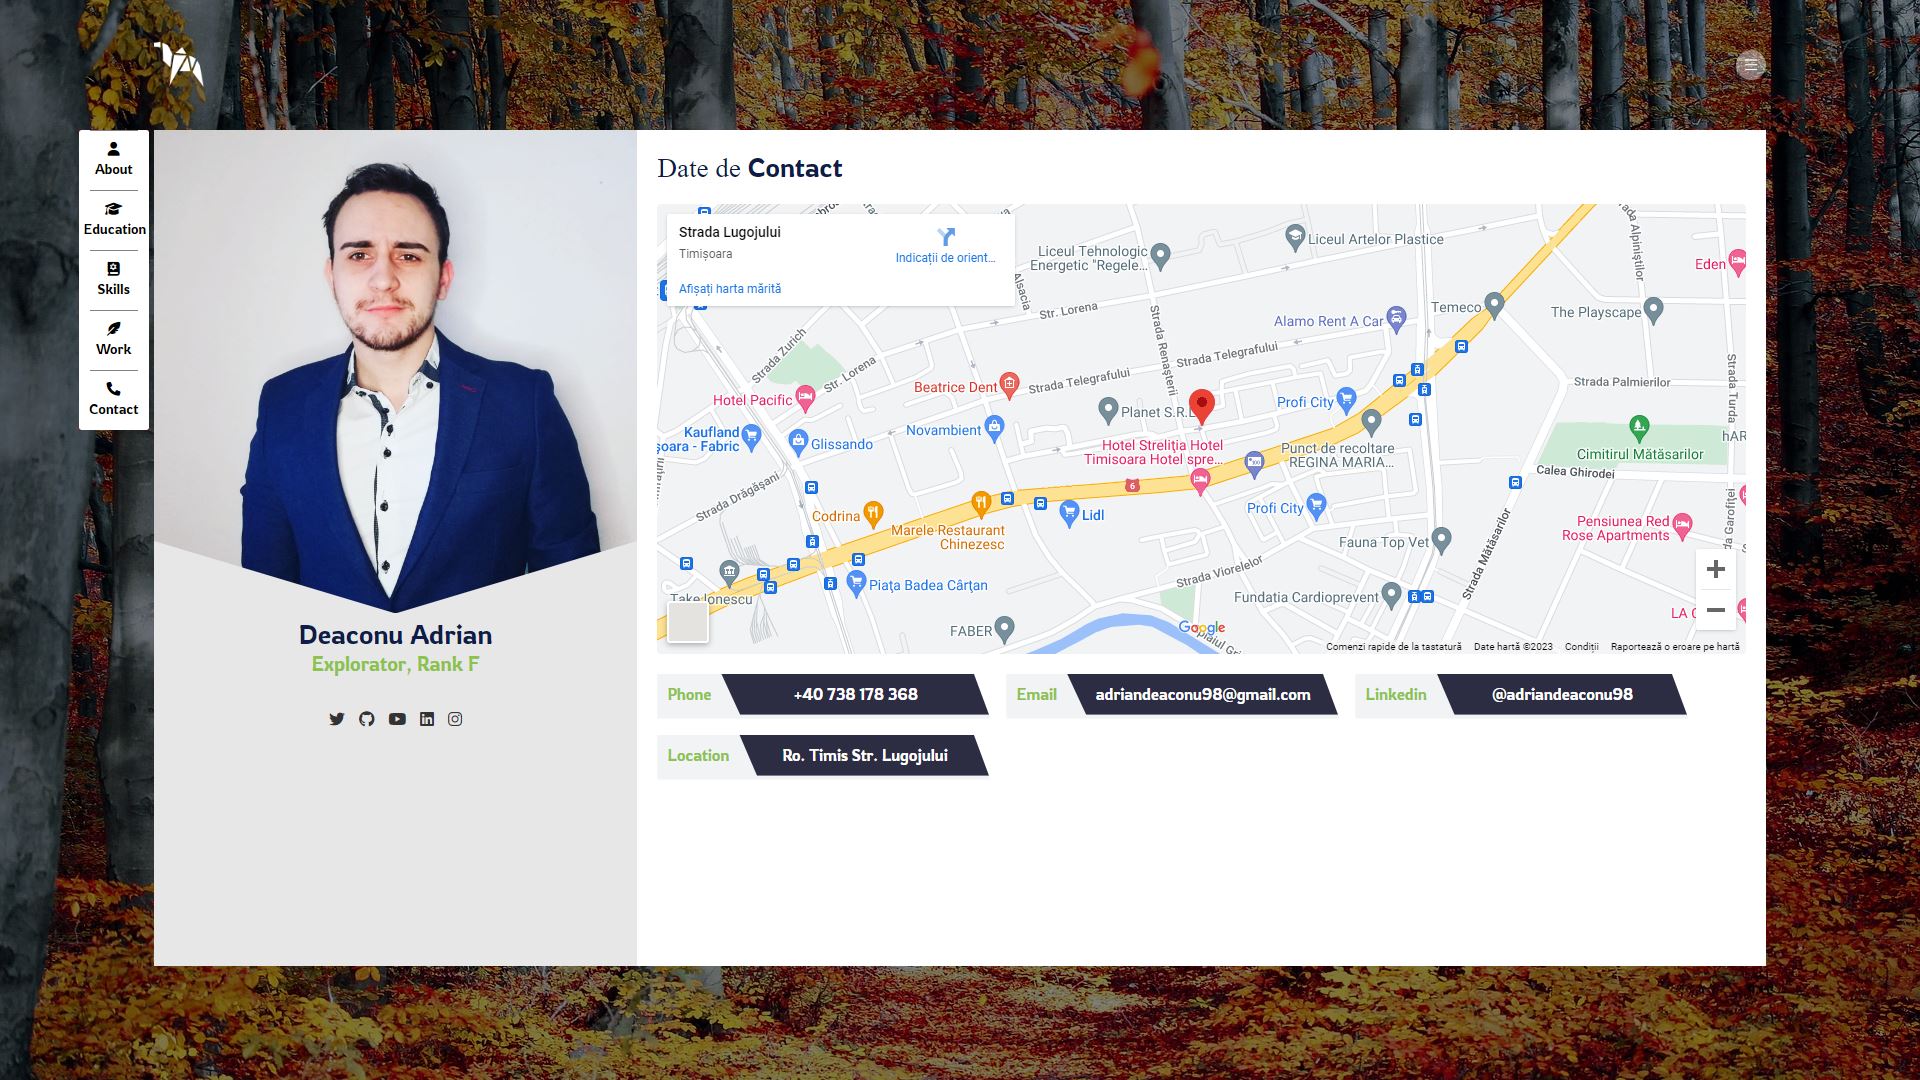 About
Education
Skills
Work
Contact
Deaconu Adrian
Explorator, Rank F
Date de Contact
Strada Lugojului
Timișoara
Indicații de orient...
Afișați harta mărită
Liceul Tehnologic
Energetic "Regele...
Liceul Artelor Plastice
Alpiniștilor
Eden
Alsacia
Str. Lorena
Strada Renașterii
Alamo Rent A Car
Temeco
The Playscape
Strada Zurich
Str. Lorena
Strada Telegrafului
Strada Telegrafului
Strada Palmierilor
Strada Turda
Beatrice Dent
Hotel Pacific
Planet S.R.L
Profi City
Kaufland
șoara - Fabric
Glissando
Novambient
Hotel Streliția Hotel
Timisoara Hotel spre...
Punct de recoltare
REGINA MARIA...
Cimitirul Mătăsarilor
hAR
Calea Ghirodei
Strada Drăgășani
6
Codrina
Marele Restaurant
Chinezesc
Lidl
Profi City
Pensiunea Red
Rose Apartments
da Garofiței
Fauna Top Vet
Strada Mătăsarilor
Strada Viorelelor
Piața Badea Cârțan
Take Ionescu
Fundatia Cardioprevent
LA C
FABER
Google
Splaiul
Comenzi rapide de la tastatură
Date hartă ©2023
Condiții
Raportează o eroare pe hartă
Phone +40 738 178 368
Email adriandeaconu98@gmail.com
Linkedin @adriandeaconu98
Location Ro. Timis Str. Lugojului